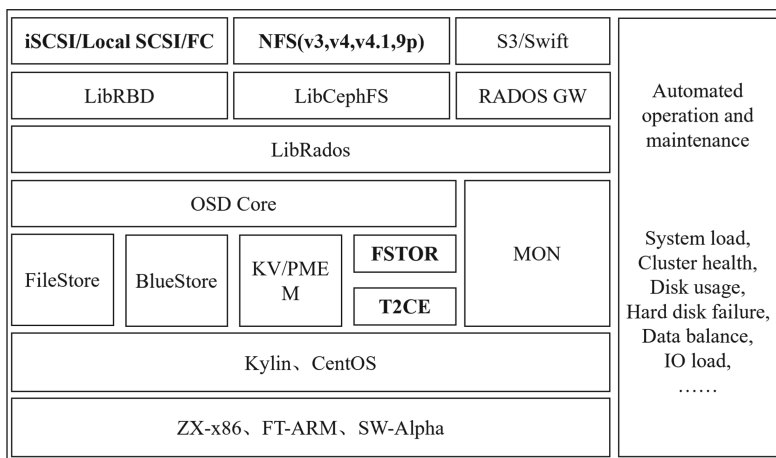 iSCSI/Local SCSI/FC
NFS(v3,v4,v4.1,9p)
S3/Swift
LibRBD
LibCephFS
RADOS GW
LibRados
OSD Core
FileStore
BlueStore
KV/PME
M
FSTOR
T2CE
MON
Kylin、CentOS
ZX-x86、FT-ARM、SW-Alpha
Automated
operation and
maintenance
System load,
Cluster health,
Disk usage,
Hard disk failure,
Data balance,
IO load,
……